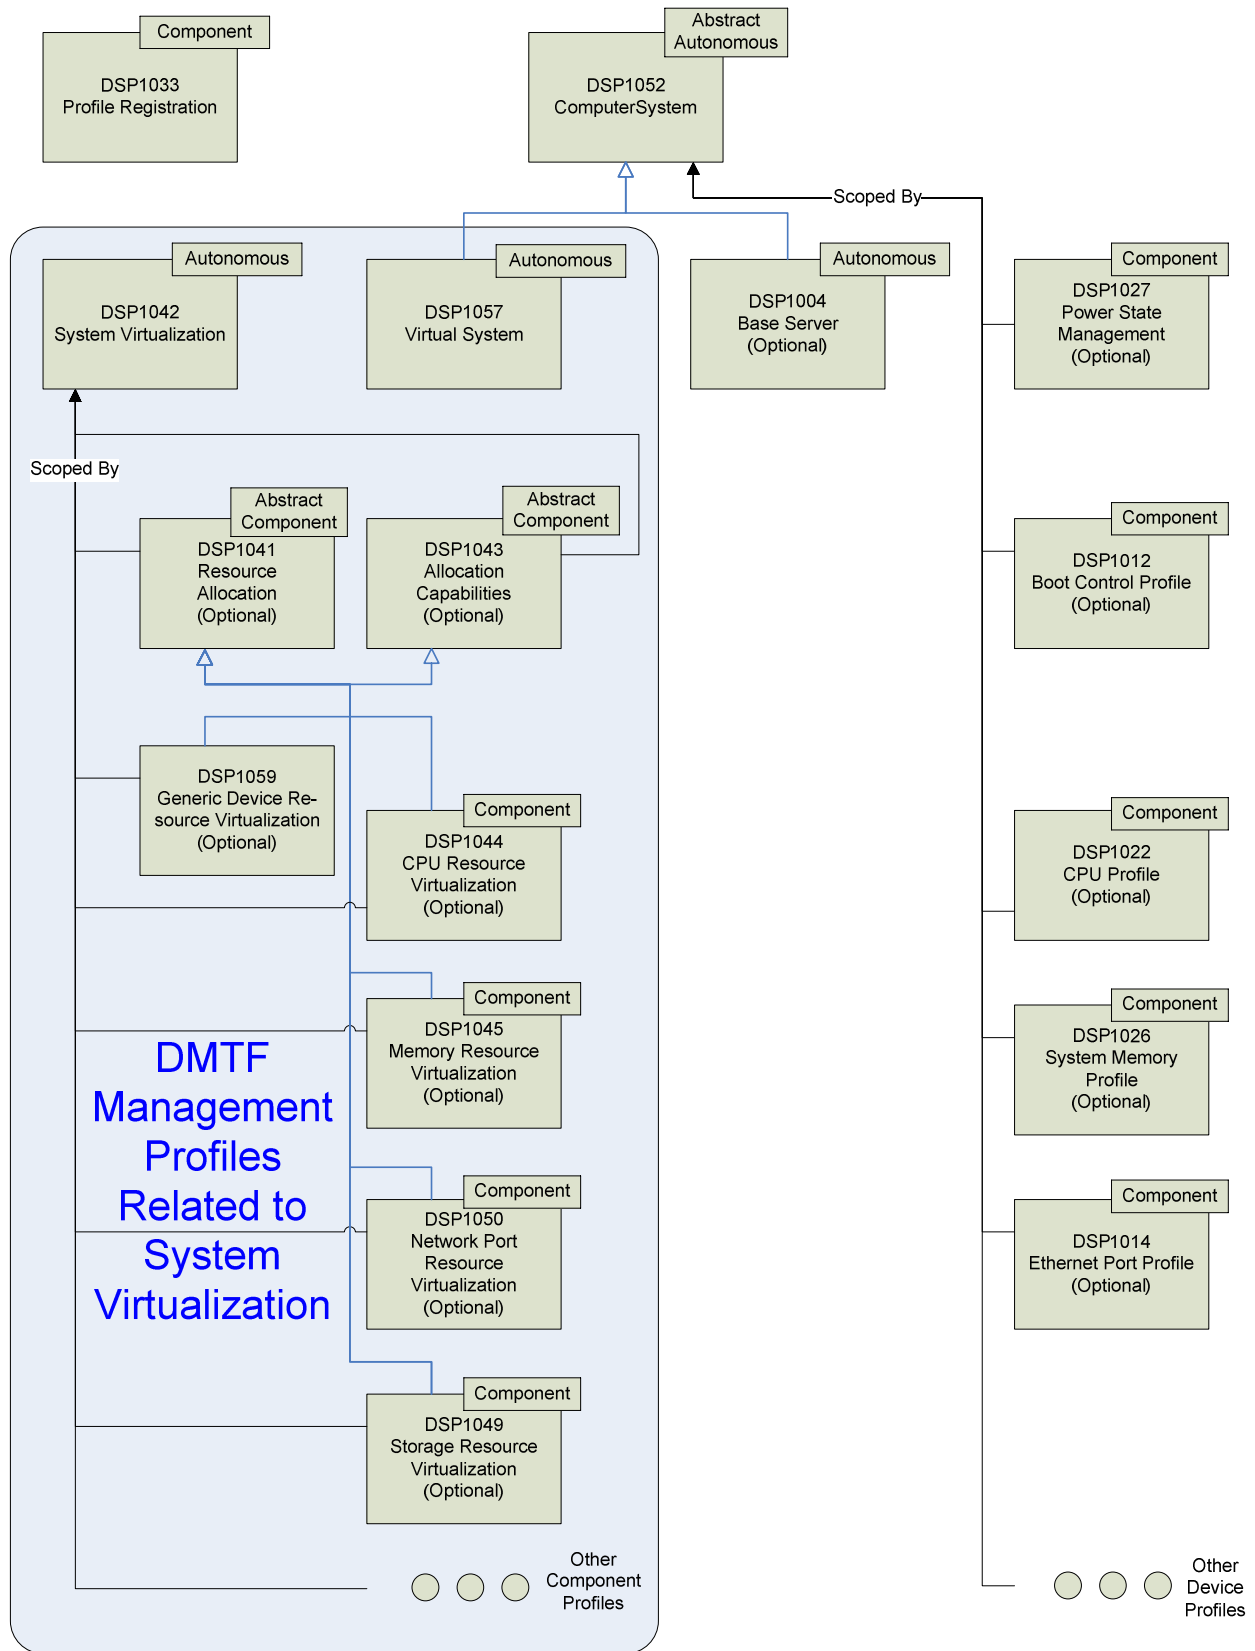 Component
DSP1033
Profile Registration
Abstract
Autonomous
DSP1052
ComputerSystem
Scoped By
Autonomous
DSP1042
System Virtualization
Autonomous
DSP1057
Virtual System
Autonomous
DSP1004
Base Server
(Optional)
Component
DSP1027
Power State
Management
(Optional)
Scoped By
Abstract
Component
DSP1041
Resource
Allocation
(Optional)
Abstract
Component
DSP1043
Allocation
Capabilities
(Optional)
Component
DSP1012
Boot Control Profile
(Optional)
DSP1059
Generic Device Re-
source Virtualization
(Optional)
Component
DSP1044
CPU Resource
Virtualization
(Optional)
Component
DSP1022
CPU Profile
(Optional)
Component
DSP1045
Memory Resource
Virtualization
(Optional)
Component
DSP1026
System Memory
Profile
(Optional)
DMTF
Management
Profiles
Related to
System
Virtualization
Component
DSP1050
Network Port
Resource
Virtualization
(Optional)
Component
DSP1014
Ethernet Port Profile
(Optional)
Component
DSP1049
Storage Resource
Virtualization
(Optional)
Other
Component
Profiles
Other
Device
Profiles